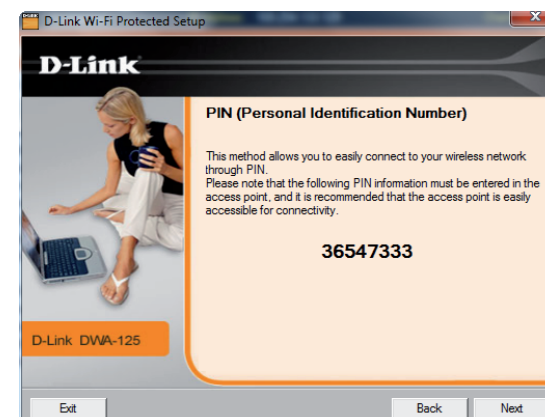 D-Link Wi-Fi Protected Setup
D-Link
PIN (Personal Identification Number)
This method allows you to easily connect to your wireless network
through PIN.
Please note that the following PIN information must be entered in the
access point, and it is recommended that the access point is easily
accessible for connectivity.
36547333
D-Link DWA-125
Exit
Back
Next